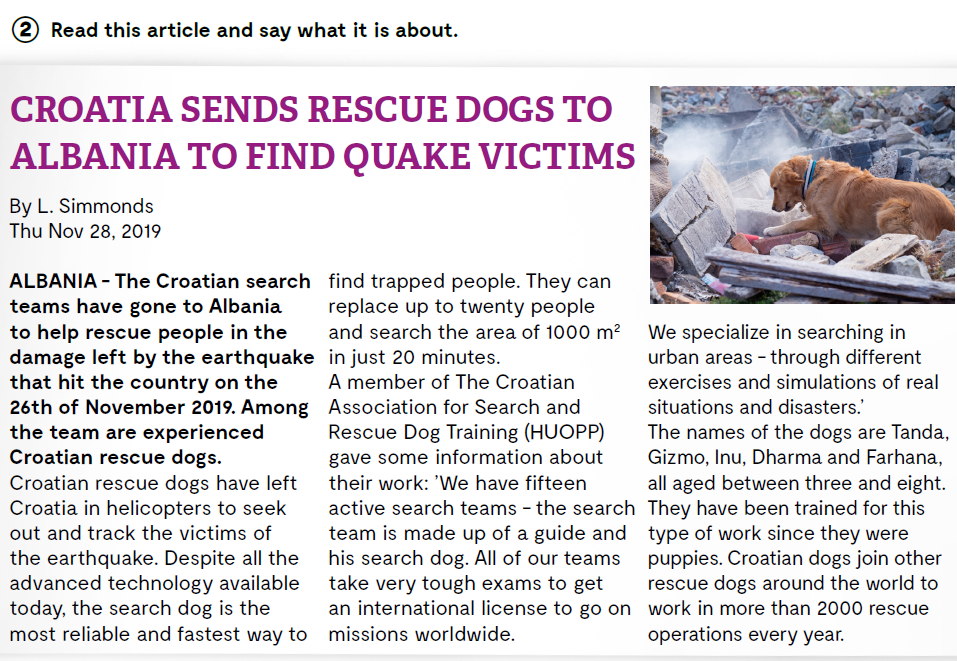 2 Read this article and say what it is about.
CROATIA SENDS RESCUE DOGS TO
ALBANIA TO FIND QUAKE VICTIMS
By L. Simmonds
Thu Nov 28, 2019
ALBANIA – The Croatian search
teams have gone to Albania
to help rescue people in the
damage left by the earthquake
that hit the country on the
26th of November 2019. Among
the team are experienced
Croatian rescue dogs.
Croatian rescue dogs have left
Croatia in helicopters to seek
out and track the victims of
the earthquake. Despite all the
advanced technology available
today, the search dog is the
most reliable and fastest way to
find trapped people. They can
replace up to twenty people
and search the area of 1000 m²
in just 20 minutes.
A member of The Croatian
Association for Search and
Rescue Dog Training (HUOPP)
gave some information about
their work: ’We have fifteen
active search teams – the search
team is made up of a guide and
his search dog. All of our teams
take very tough exams to get
an international license to go on
missions worldwide.
We specialize in searching in
urban areas – through different
exercises and simulations of real
situations and disasters.’
The names of the dogs are Tanda,
Gizmo, Inu, Dharma and Farhana,
all aged between three and eight.
They have been trained for this
type of work since they were
puppies. Croatian dogs join other
rescue dogs around the world to
work in more than 2000 rescue
operations every year.